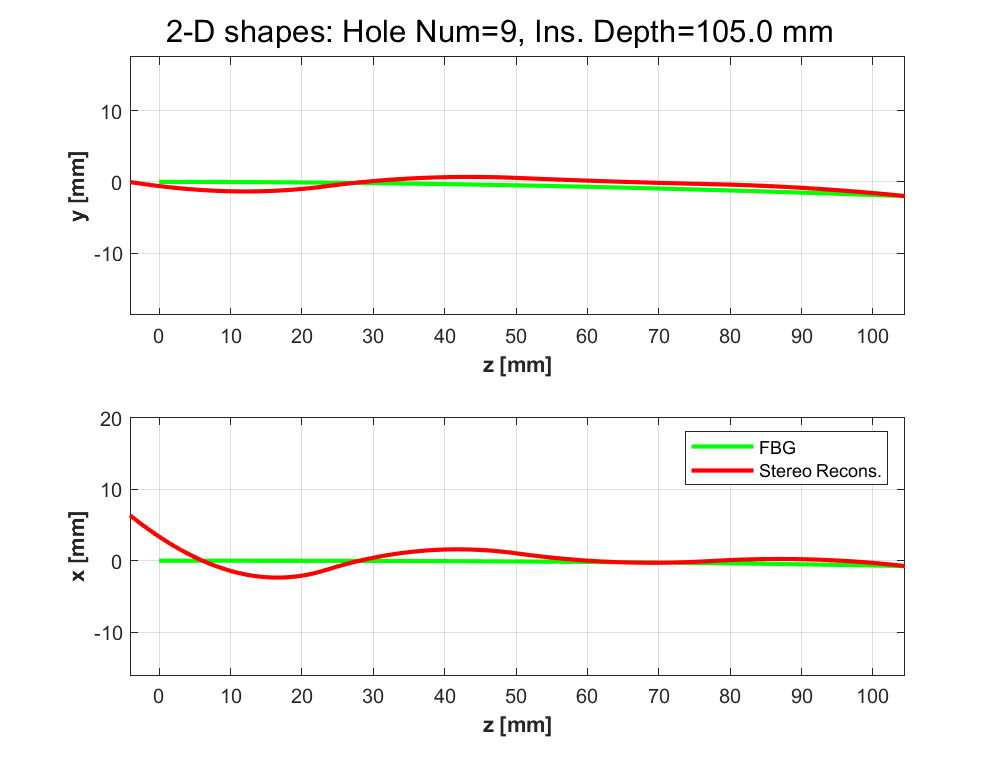 2-D shapes: Hole Num=9, Ins. Depth=105.0 mm
10
0
-10
y [mm]
0 10 20 30 40 50 60 70 80 90 100
z [mm]
20
10
0
-10
x [mm]
FBG
Stereo Recons.
0 10 20 30 40 50 60 70 80 90 100
z [mm]